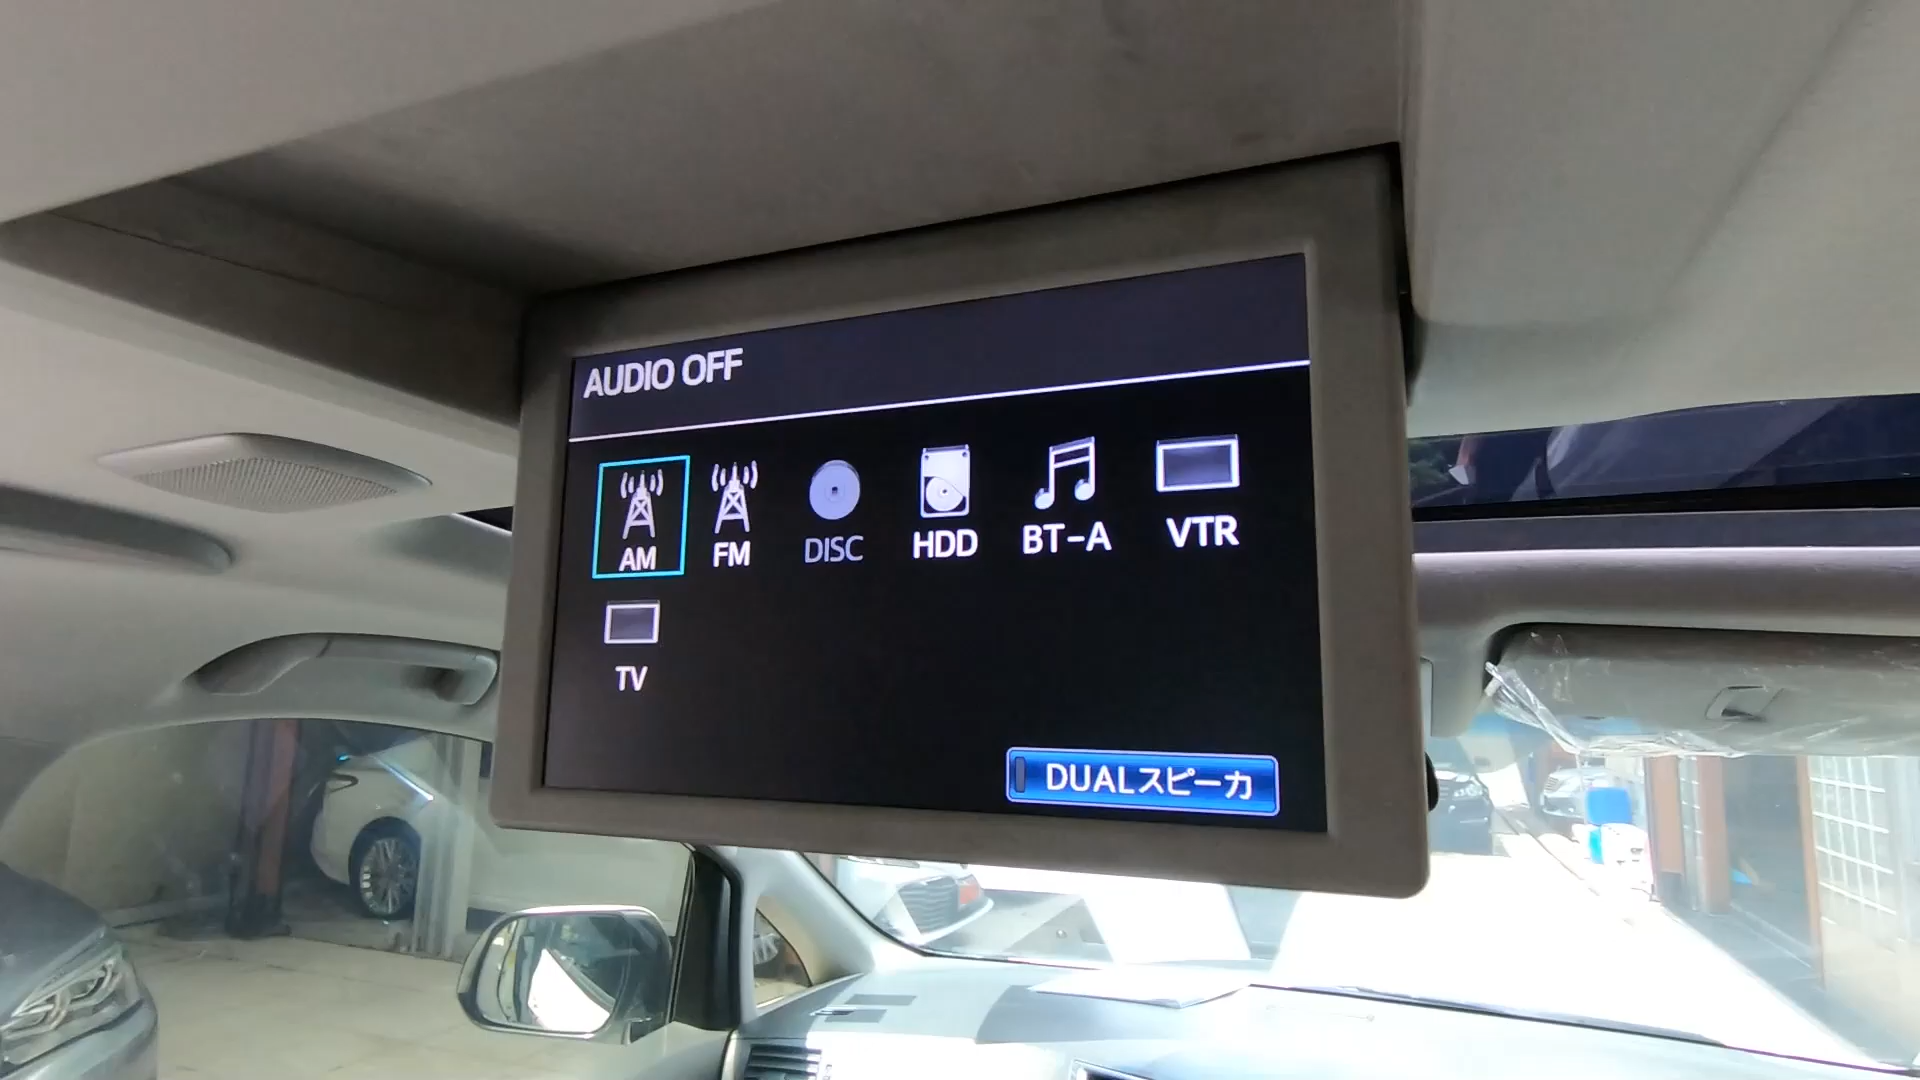 AUDIO OFF
AM FM DISC HDD BT-A VTR
TV
DUALスピーカ